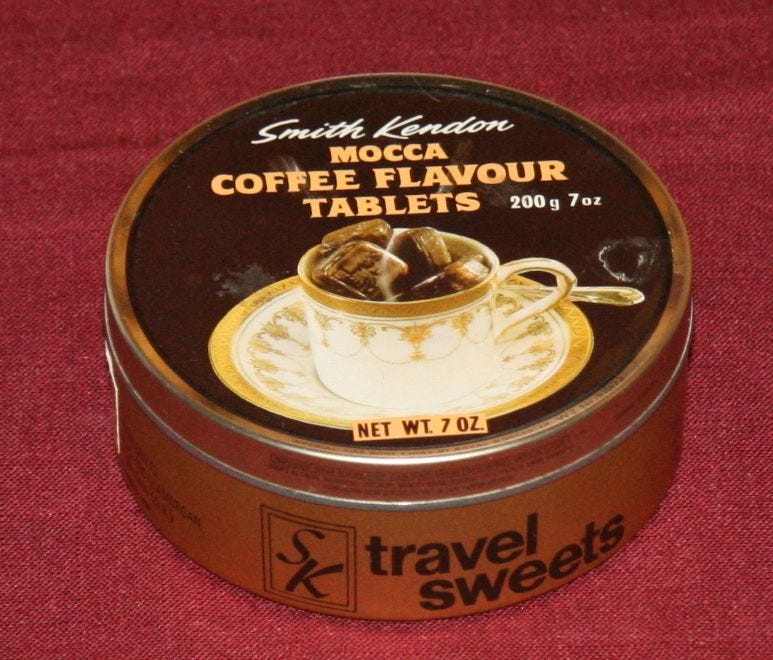 Smith Kendon
MOCCA
COFFEE FLAVOUR
TABLETS 200g 7oz
NET WT. 7 OZ.
SK
travel
sweets